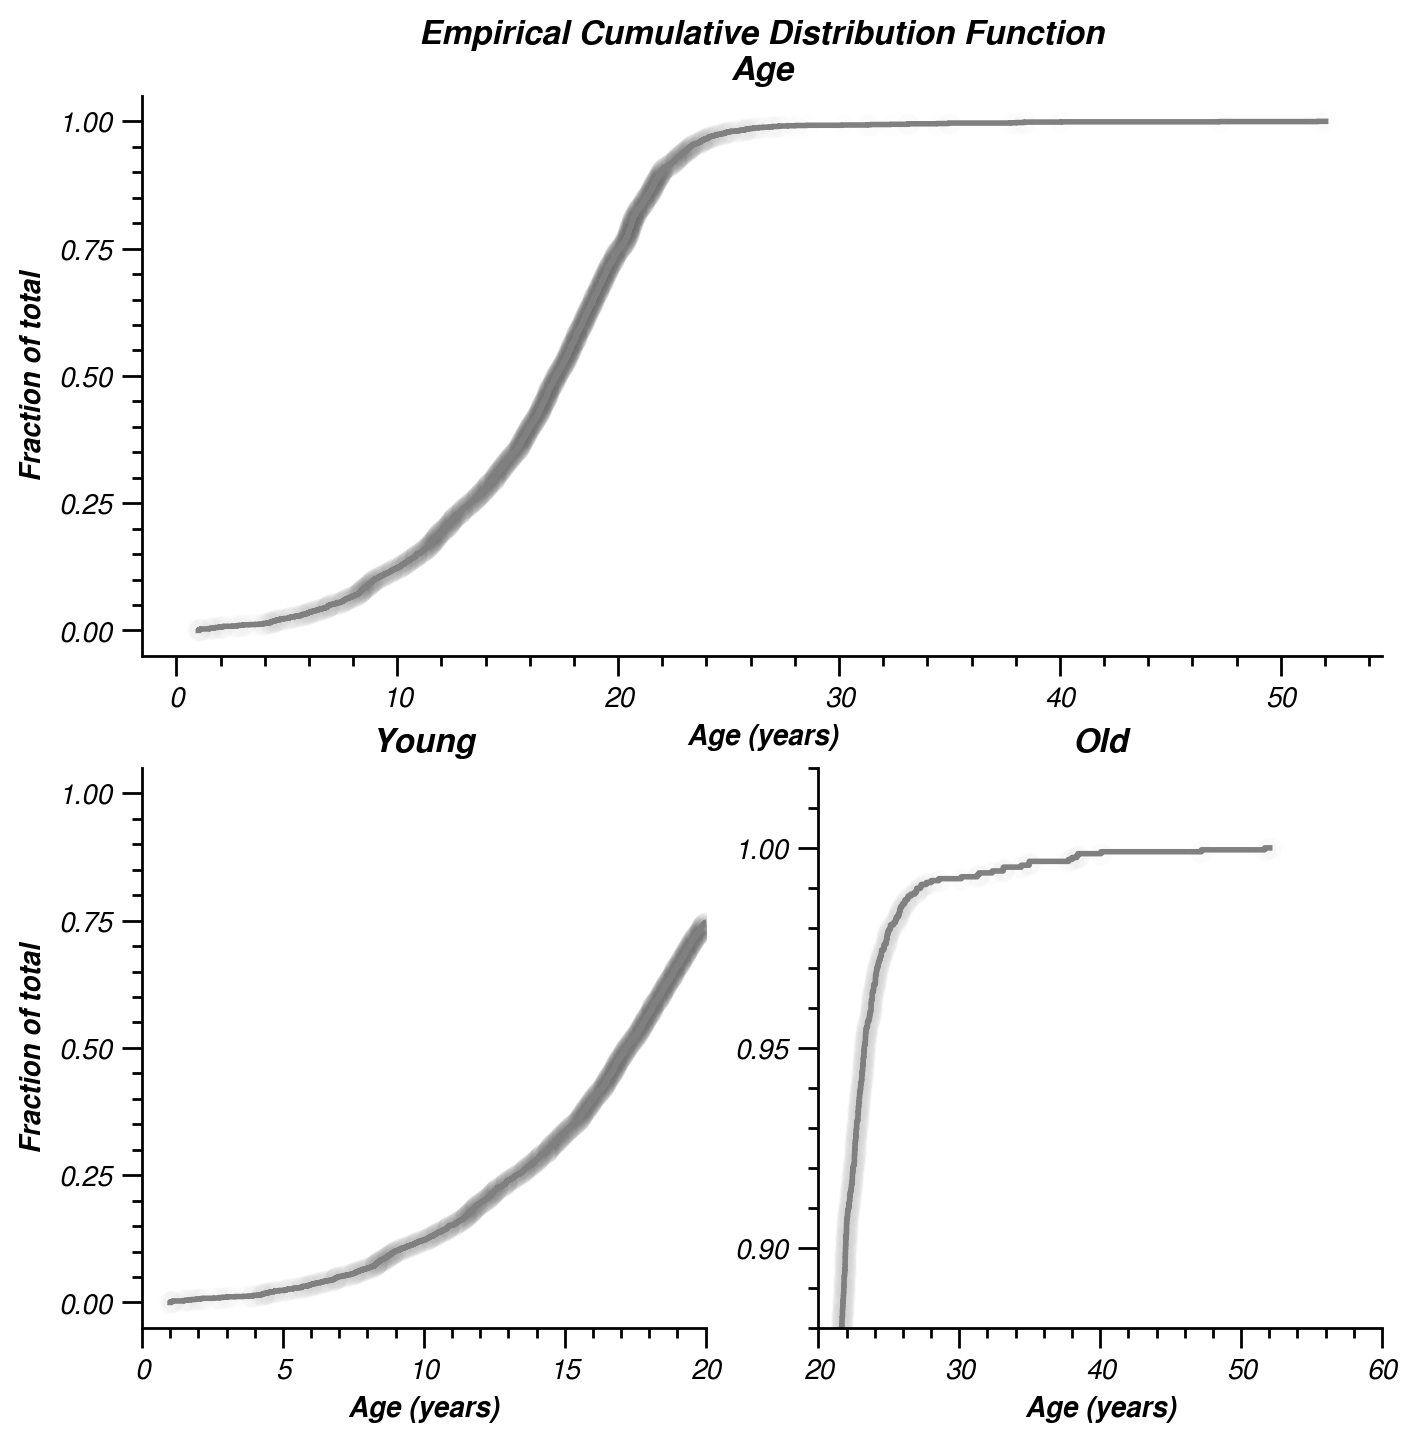 Empirical Cumulative Distribution Function
Age
Fraction of total
1.00
0.75
0.50
0.25
0.00
0 10 20 30 40 50
Age (years)
Young
Fraction of total
1.00
0.75
0.50
0.25
0.00
0 5 10 15 20
Age (years)
Old
1.00
0.95
0.90
20 30 40 50 60
Age (years)